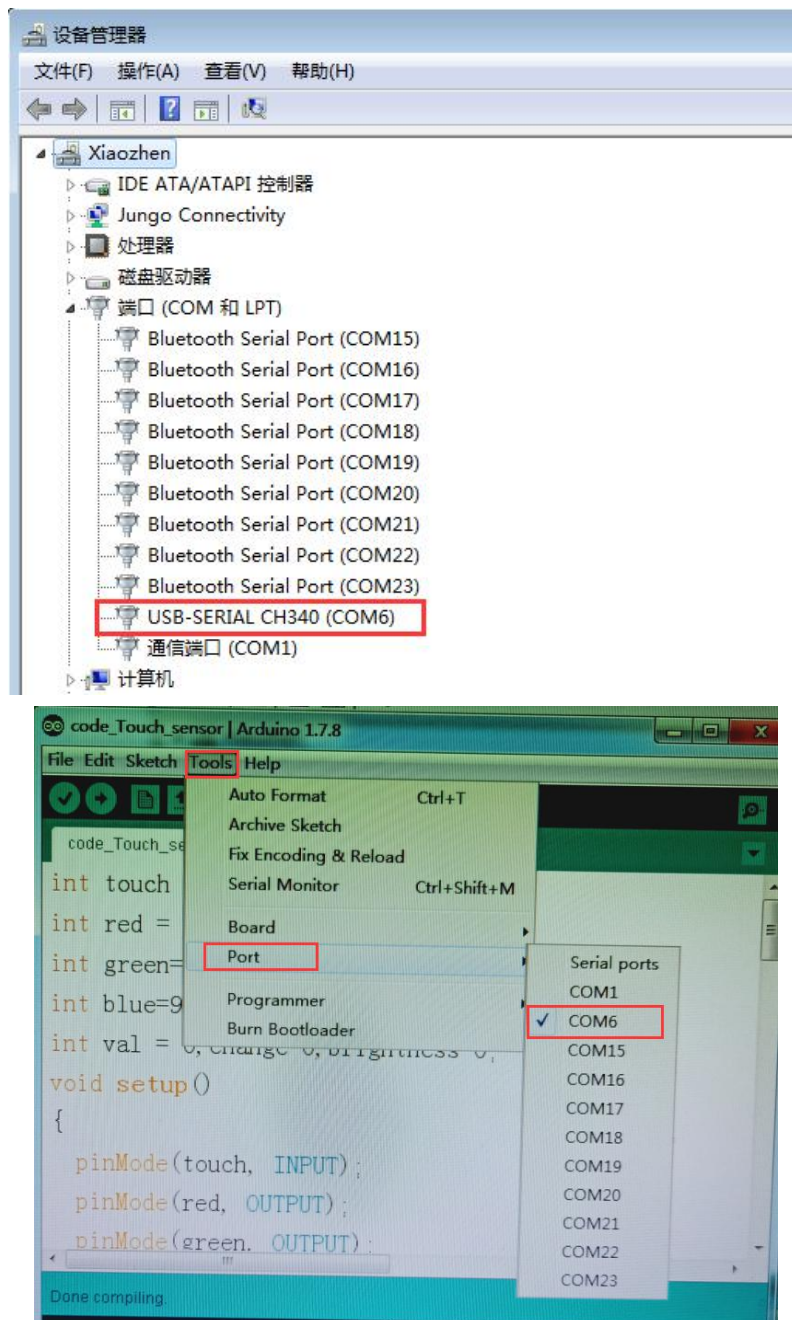 设备管理器
文件(F) 操作(A) 查看(V) 帮助(H)
Xiaozhen
IDE ATA/ATAPI 控制器
Jungo Connectivity
处理器
磁盘驱动器
端口 (COM 和 LPT)
Bluetooth Serial Port (COM15)
Bluetooth Serial Port (COM16)
Bluetooth Serial Port (COM17)
Bluetooth Serial Port (COM18)
Bluetooth Serial Port (COM19)
Bluetooth Serial Port (COM20)
Bluetooth Serial Port (COM21)
Bluetooth Serial Port (COM22)
Bluetooth Serial Port (COM23)
USB-SERIAL CH340 (COM6)
通信端口 (COM1)
计算机
code_Touch_sensor | Arduino 1.7.8
File Edit Sketch Tools Help
Auto Format Ctrl+T
Archive Sketch
Fix Encoding & Reload
Serial Monitor Ctrl+Shift+M
Board
Port
Programmer
Burn Bootloader
Serial ports
COM1
COM6
COM15
COM16
COM17
COM18
COM19
COM20
COM21
COM22
COM23
code_Touch_se
int touch
int red =
int green=
int blue=9
int val =
void setup()
{
pinMode(touch, INPUT);
pinMode(red, OUTPUT);
pinMode(green, OUTPUT);
Done compiling.